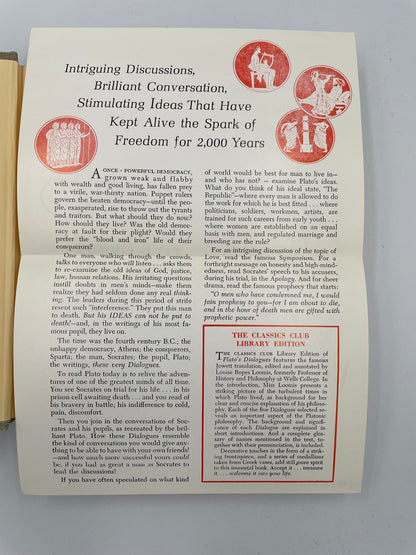 Intriguing Discussions,
Brilliant Conversation,
Stimulating Ideas That Have
Kept Alive the Spark of
Freedom for 2,000 Years
A ONCE - POWERFUL DEMOCRACY,
grown weak and flabby
with wealth and good living, has fallen prey
to a virile, war-thirsty nation. Puppet rulers
govern the beaten democracy—until the peo-
ple, exasperated, rise to throw out the tyrants
and traitors. But what should they do now?
How should they live? Was the old democ-
racy at fault for their plight? Would they
prefer the "blood and iron" life of their
conquerors?
One man, walking through the crowds,
talks to everyone who will listen . . . asks them
to re-examine the old ideas of God, justice,
law, human relations. His irritating questions
instill doubts in men's minds—make them
realize they had seldom done any real think-
ing. The leaders during this period of strife
resent such "interference." They put this man
to death. But his IDEAS can not be put to
death!—and, in the writings of his most fa-
mous pupil, they live on.
The time was the fourth century B.C.; the
unhappy democracy, Athens; the conquerors,
Sparta; the man, Socrates; the pupil, Plato;
the writings, these very Dialogues.
To read Plato today is to relive the adven-
tures of one of the greatest minds of all time.
You see Socrates on trial for his life . . . in his
prison cell awaiting death . . . and you read of
his bravery in battle; his indifference to cold,
pain, discomfort.
Then you join in the conversations of Soc-
rates and his pupils, as recreated by the bril-
liant Plato. How these Dialogues resemble
the kind of conversations you would give any-
thing to be able to have with your own friends!
—and how much more successful yours could
be, if you had as great a man as Socrates to
lead the discussions!
If you have often speculated on what kind
of world would be best for man to live in—
and who has not? — examine Plato's ideas.
What do you think of his ideal state, "The
Republic"—where every man is allowed to do
the work for which he is best fitted . . . where
politicians, soldiers, workmen, artists, are
trained for such careers from early youth . . .
where women are established on an equal
basis with men, and regulated marriage and
breeding are the rule?
For an intriguing discussion of the topic of
Love, read the famous Symposium. For a
forthright message on honesty and high-mind-
edness, read Socrates' speech to his accusers,
during his trial, in the Apology. And for sheer
drama, read the famous prophecy that starts:
"O men who have condemned me, I would
fain prophesy to you—for I am about to die,
and in the hour of death men are gifted with
prophetic power."
THE CLASSICS CLUB
LIBRARY EDITION
THE CLASSICS CLUB Library Edition of
Plato's Dialogues features the famous
Jowett translation, edited and annotated by
Louise Ropes Loomis, formerly Professor of
History and Philosophy at Wells College. In
the introduction, Miss Loomis presents a
striking picture of the turbulent times in
which Plato lived, as background for her
clear and concise explanation of his philosophy.
Each of the five Dialogues selected re-
veals an important aspect of the Platonic
philosophy. The background and signifi-
cance of each Dialogue are explained in
short introductions. And a complete glos-
sary of names mentioned in the text, to-
gether with their pronunciation, is included.
Decorative touches in the form of a strik-
ing frontispiece, and a series of medallions
taken from Greek vases, add still more spirit
to this immortal book. Accept it . . . treasure
it . . . welcome it into your life.